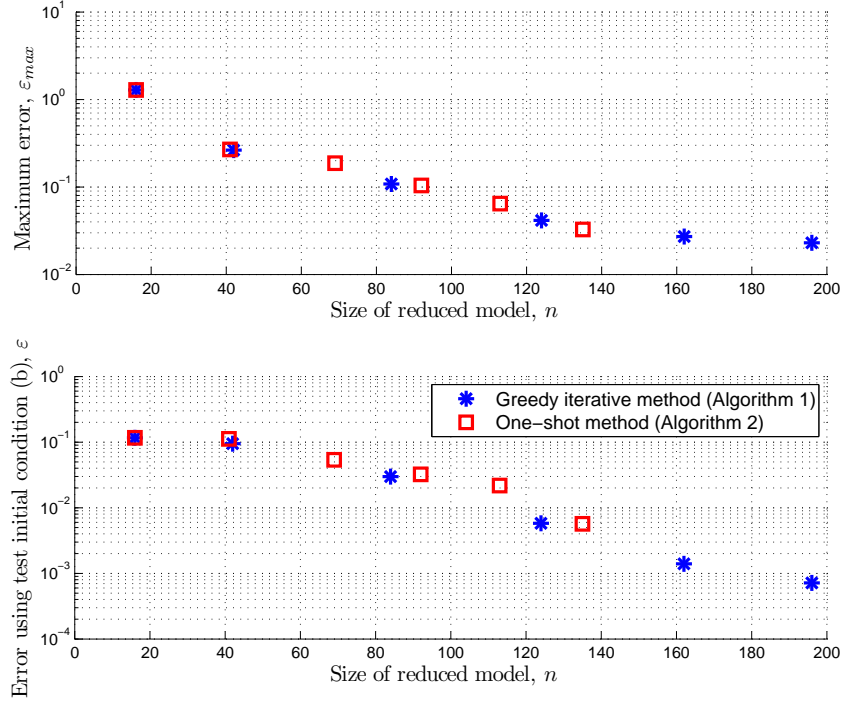 10^1
10^0
10^-1
10^-2
Maximum error, ε_max
0 20 40 60 80 100 120 140 160 180 200
Size of reduced model, n
10^0
10^-1
10^-2
10^-3
10^-4
Error using test initial condition (b), ε
Greedy iterative method (Algorithm 1)
One-shot method (Algorithm 2)
0 20 40 60 80 100 120 140 160 180 200
Size of reduced model, n